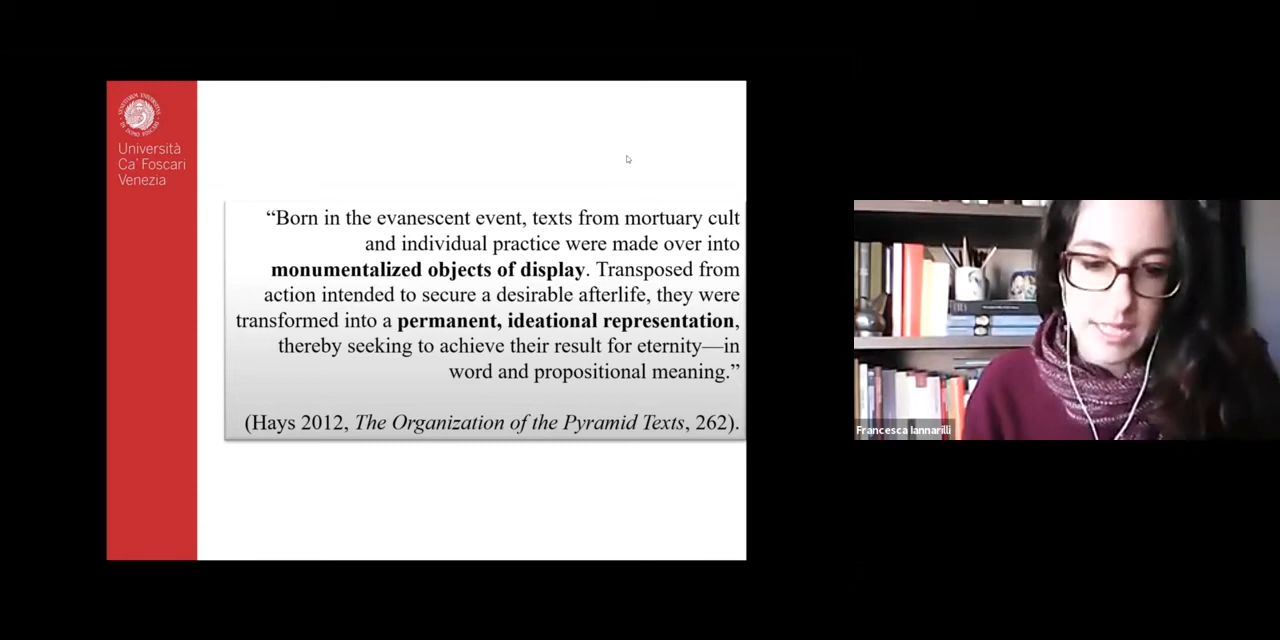 Università
Ca' Foscari
Venezia
“Born in the evanescent event, texts from mortuary cult
and individual practice were made over into
monumentalized objects of display. Transposed from
action intended to secure a desirable afterlife, they were
transformed into a permanent, ideational representation,
thereby seeking to achieve their result for eternity—in
word and propositional meaning.”
(Hays 2012, The Organization of the Pyramid Texts, 262).
Francesca Iannarilli